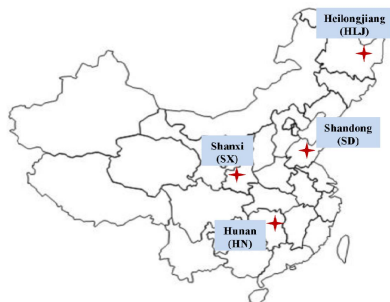 Heilongjiang
(HLJ)
Shandong
(SD)
Shanxi
(SX)
Hunan
(HN)